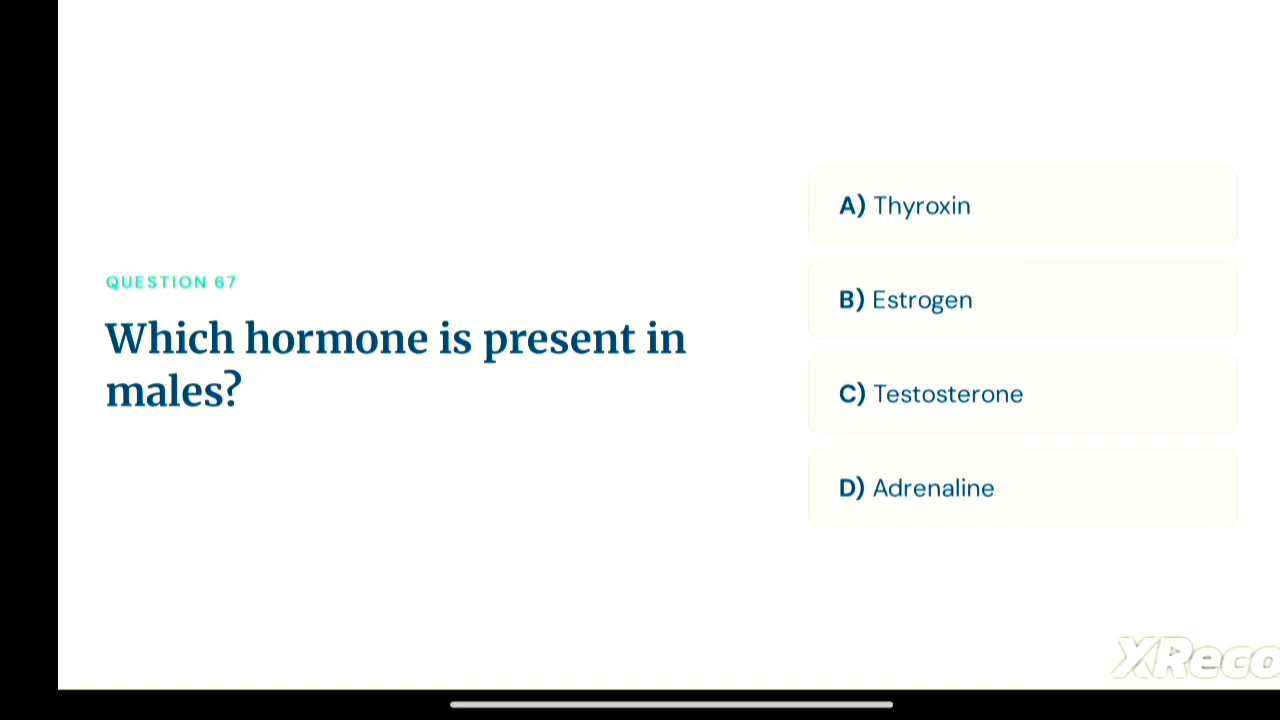 QUESTION 67
Which hormone is present in
males?
A) Thyroxin
B) Estrogen
C) Testosterone
D) Adrenaline
XReco